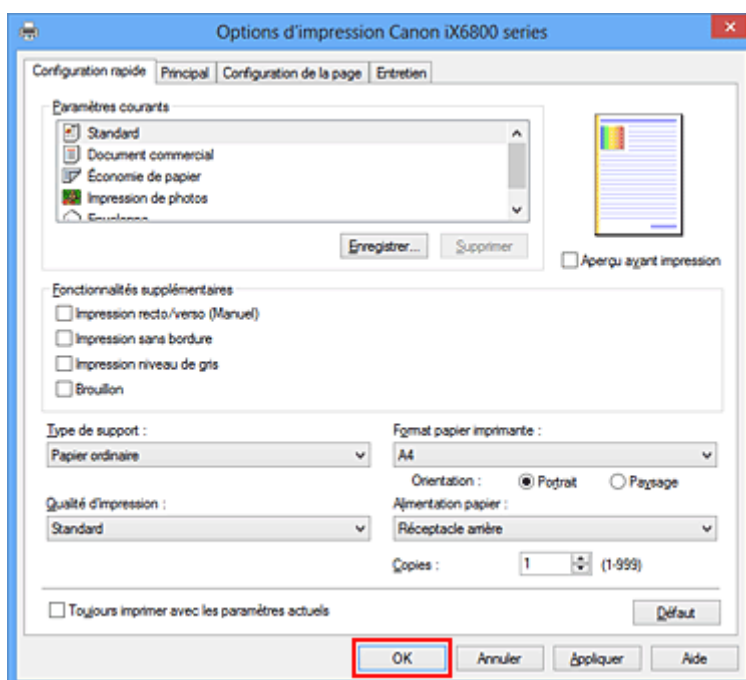 Options d'impression Canon iX6800 series
Configuration rapide Principal Configuration de la page Entretien
Paramètres courants
Standard
Document commercial
Économie de papier
Impression de photos
Enveloppe
Enregistrer... Supprimer
Aperçu avant impression
Fonctionnalités supplémentaires
Impression recto/verso (Manuel)
Impression sans bordure
Impression niveau de gris
Brouillon
Type de support : Format papier imprimante :
Papier ordinaire A4
Orientation : Portrait Paysage
Qualité d'impression : Alimentation papier :
Standard Réceptacle arrière
Copies : 1 (1-999)
Toujours imprimer avec les paramètres actuels Défaut
OK Annuler Appliquer Aide